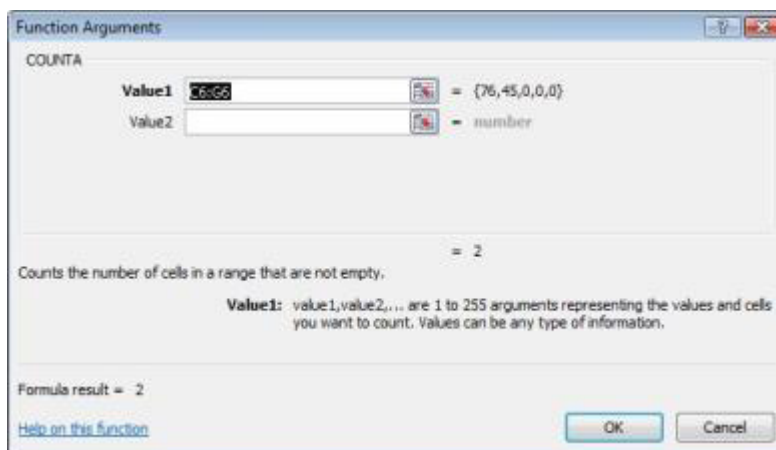 Function Arguments
COUNTA
Value1 C6:G6 = {76,45,0,0,0}
Value2 = number
= 2
Counts the number of cells in a range that are not empty.
Value1: value1,value2,... are 1 to 255 arguments representing the values and cells
you want to count. Values can be any type of information.
Formula result = 2
Help on this function
OK Cancel